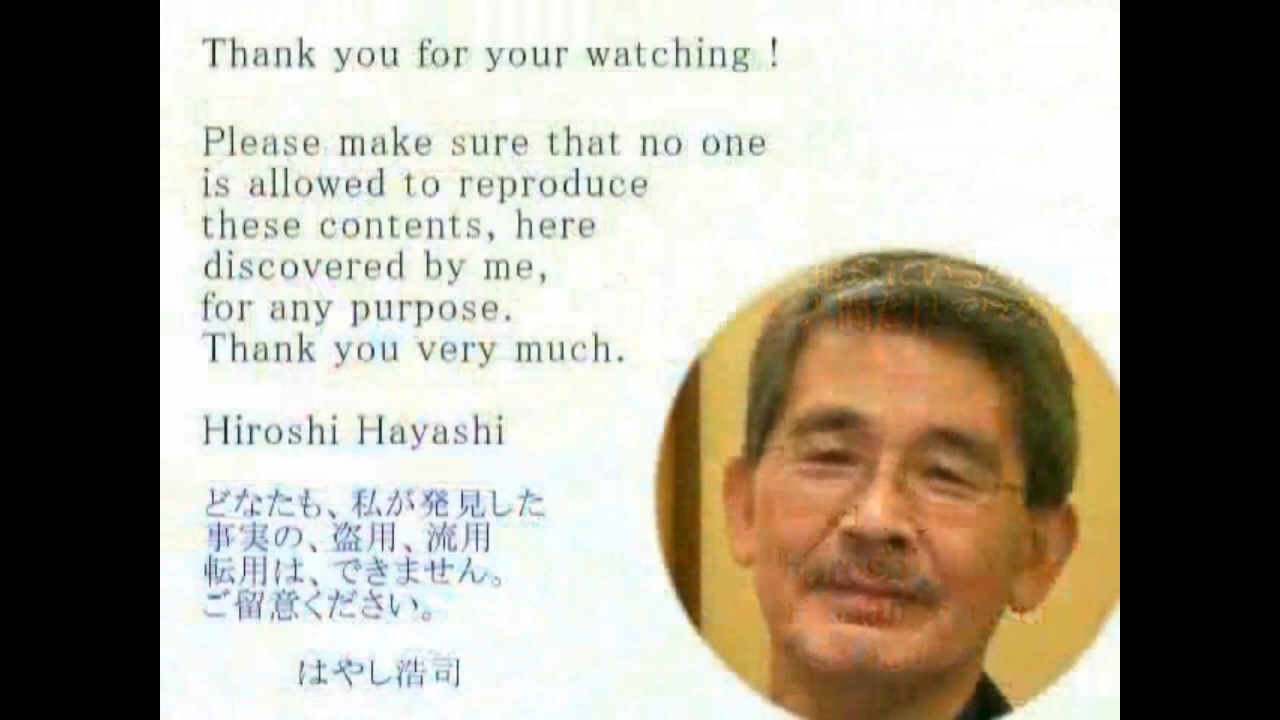 Thank you for your watching !
Please make sure that no one
is allowed to reproduce
these contents, here
discovered by me,
for any purpose.
Thank you very much.
Hiroshi Hayashi
どなたも、私が発見した
事実の、盗用、流用
転用は、できません。
ご留意ください。
はやし浩司